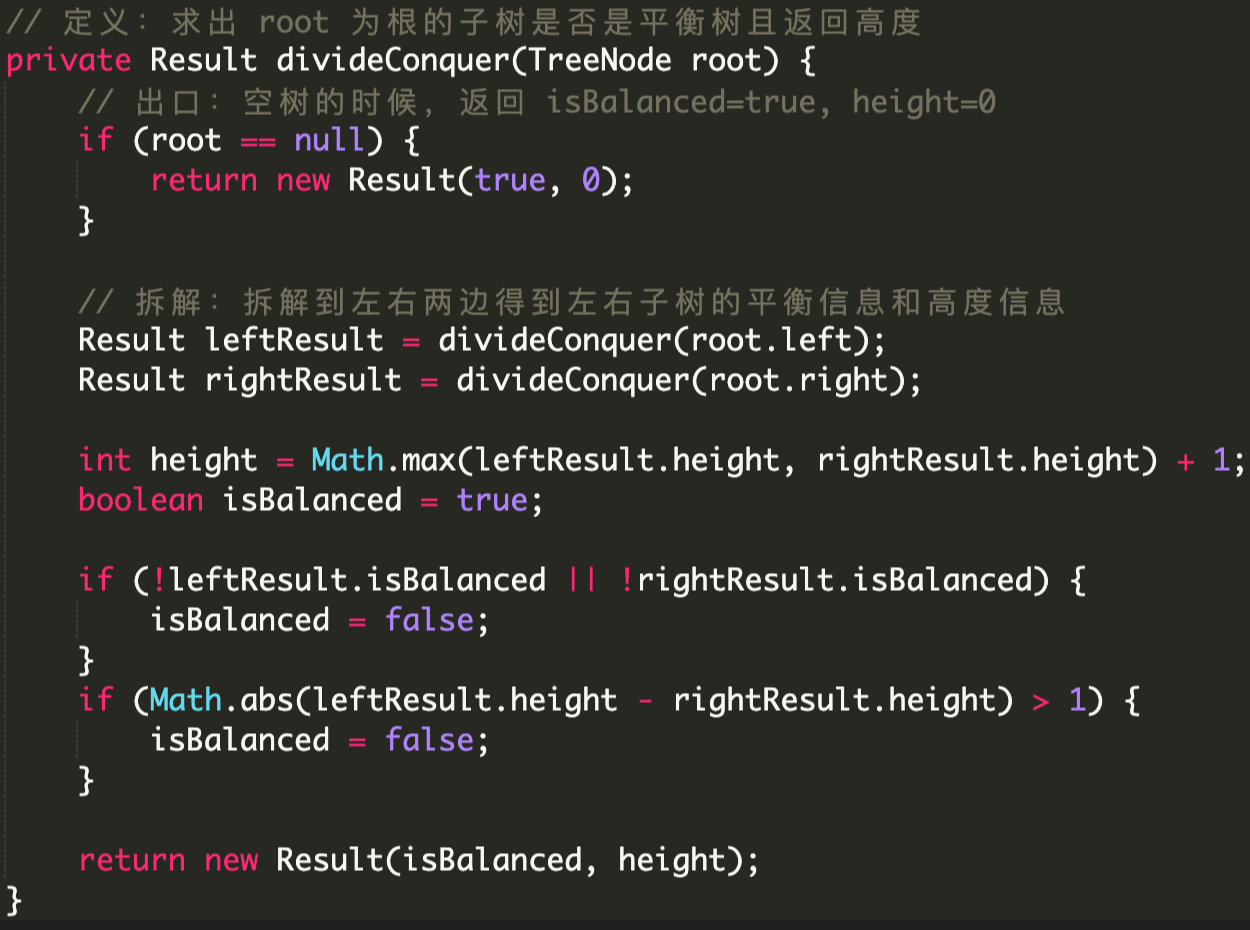 // 定义：求出 root 为根的子树是否是平衡树且返回高度
private Result divideConquer(TreeNode root) {
    // 出口：空树的时候，返回 isBalanced=true, height=0
    if (root == null) {
        return new Result(true, 0);
    }

    // 拆解：拆解到左右两边得到左右子树的平衡信息和高度信息
    Result leftResult = divideConquer(root.left);
    Result rightResult = divideConquer(root.right);

    int height = Math.max(leftResult.height, rightResult.height) + 1;
    boolean isBalanced = true;

    if (!leftResult.isBalanced || !rightResult.isBalanced) {
        isBalanced = false;
    }
    if (Math.abs(leftResult.height - rightResult.height) > 1) {
        isBalanced = false;
    }

    return new Result(isBalanced, height);
}